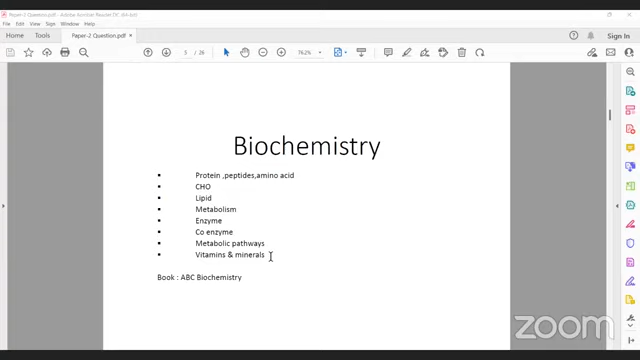 Paper-2 Question.pdf - Adobe Acrobat Reader DC (64-bit)
File Edit View Sign Window Help
Home Tools Paper-2 Question.pdf × Sign In
3 / 26 76.2%
Biochemistry
▪ Protein ,peptides,amino acid
▪ CHO
▪ Lipid
▪ Metabolism
▪ Enzyme
▪ Co enzyme
▪ Metabolic pathways
▪ Vitamins & minerals
Book : ABC Biochemistry
zoom